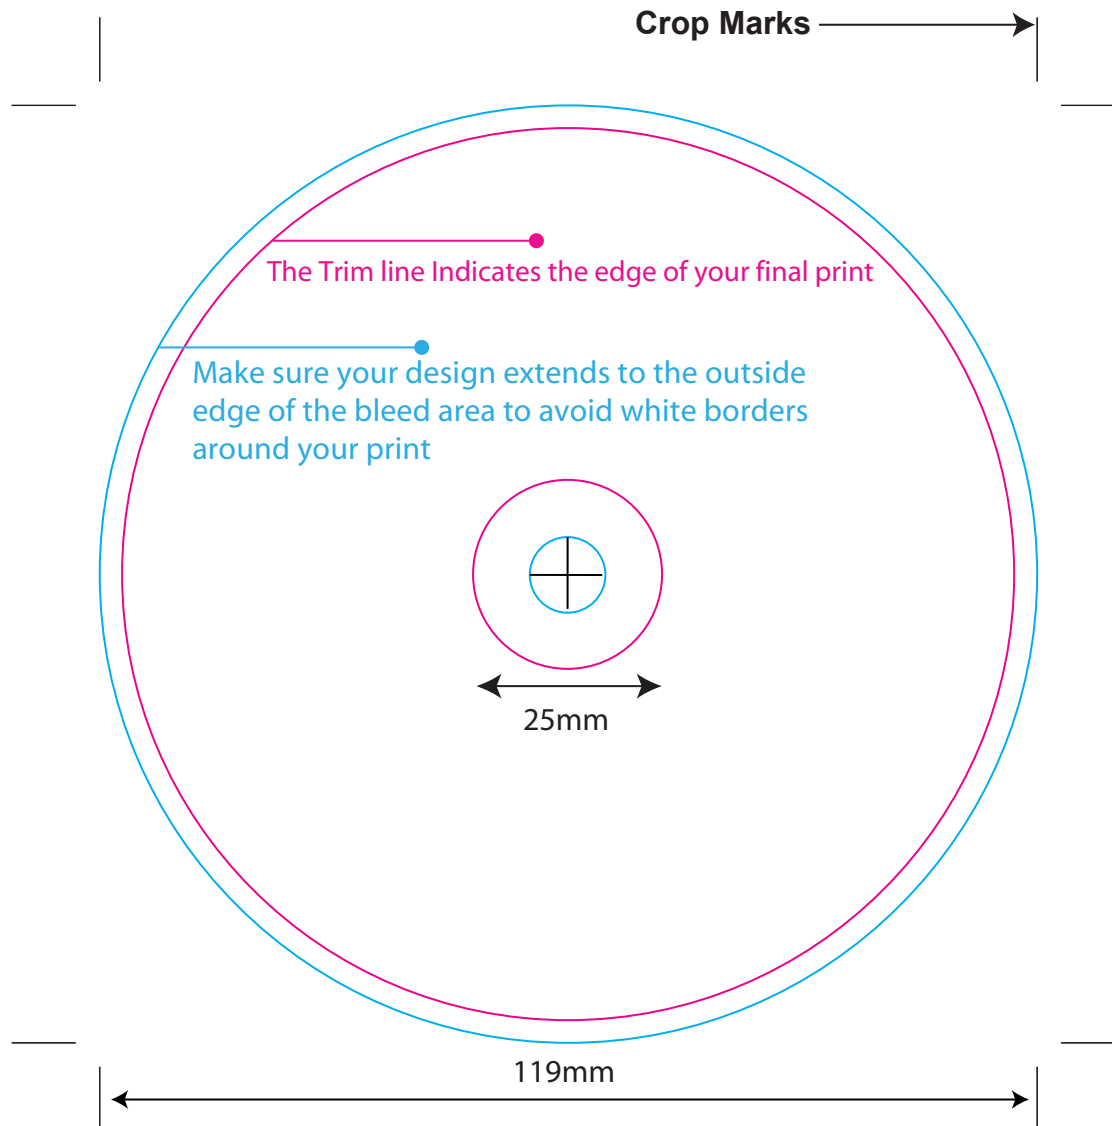 Crop Marks
The Trim line Indicates the edge of your final print
Make sure your design extends to the outside
edge of the bleed area to avoid white borders
around your print
25mm
119mm